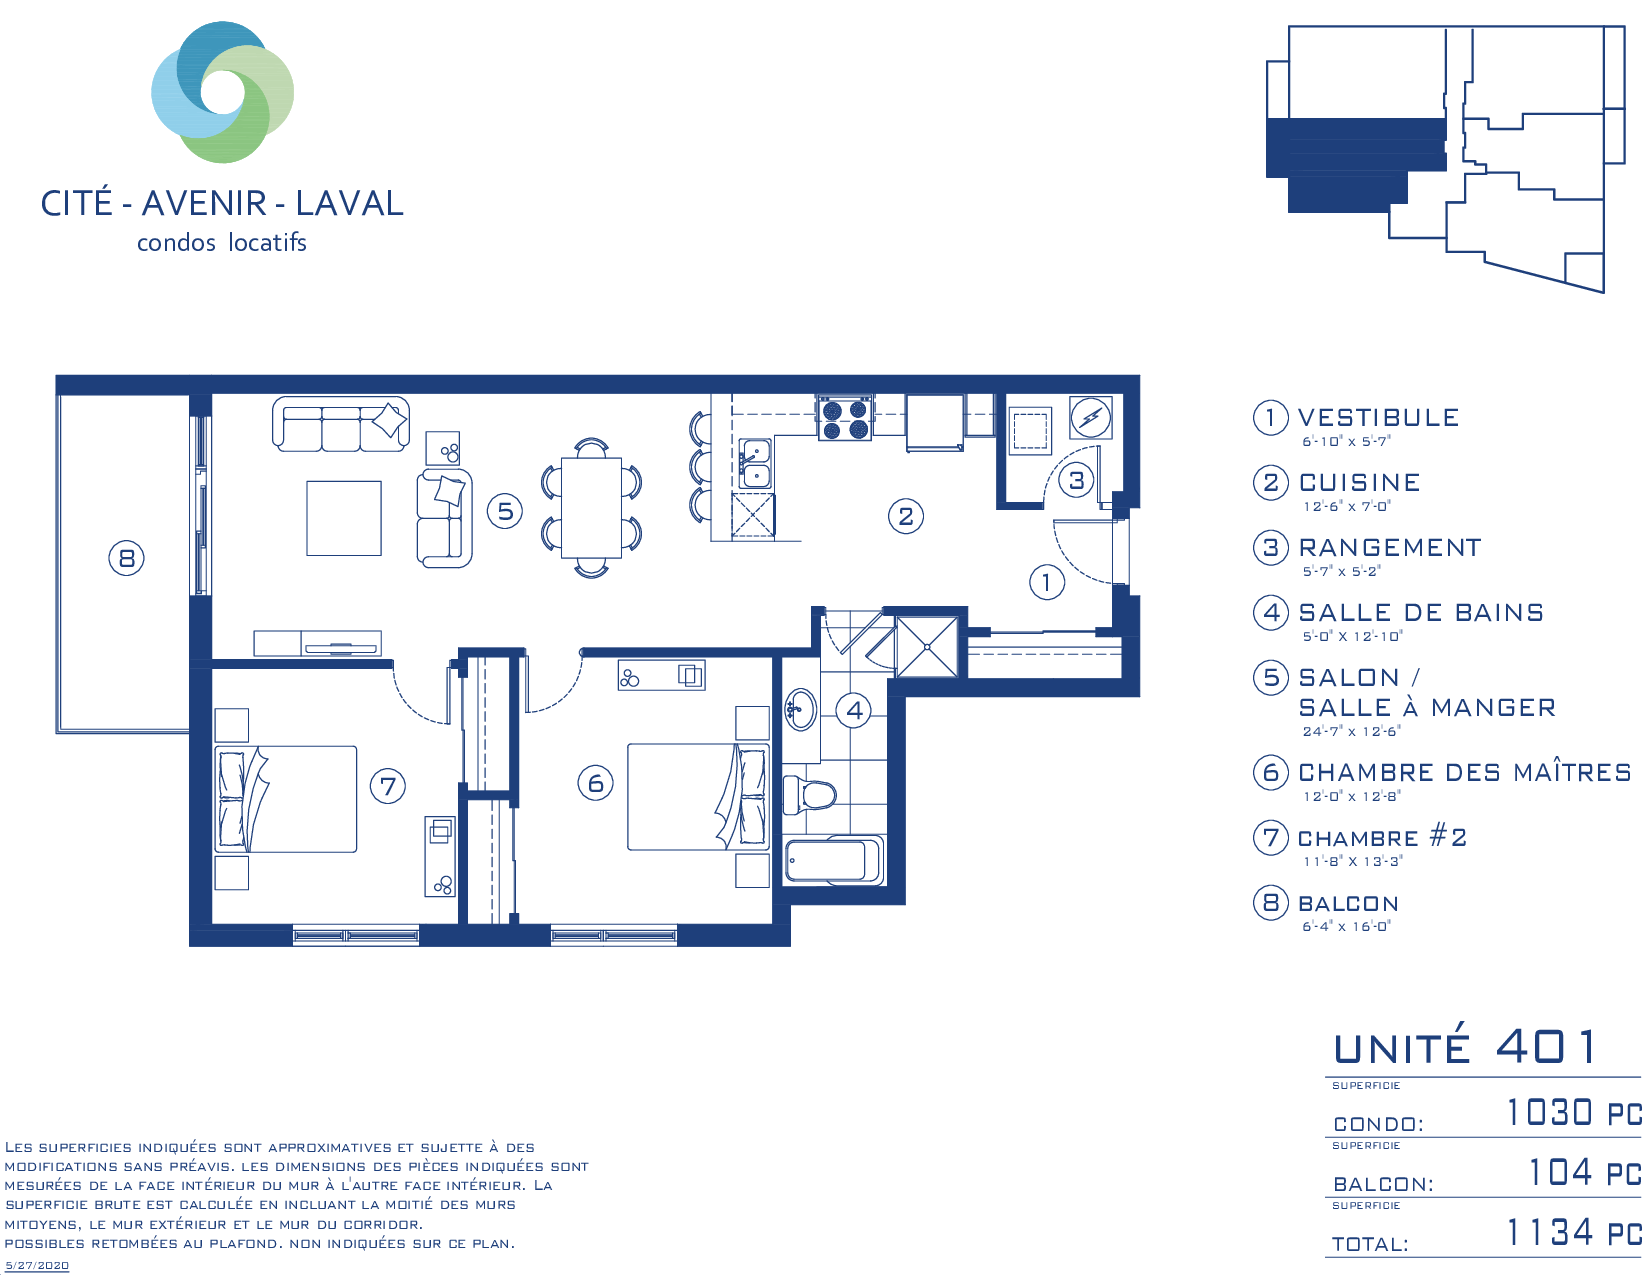 CITÉ - AVENIR - LAVAL
condos locatifs
1 VESTIBULE
6'-10" X 5'-7"
2 CUISINE
12'-6" X 7'-0"
3 RANGEMENT
5'-7" X 5'-2"
4 SALLE DE BAINS
5'-0" X 12'-10"
5 SALON /
SALLE À MANGER
24'-7" X 12'-6"
6 CHAMBRE DES MAÎTRES
12'-0" X 12'-8"
7 CHAMBRE #2
11'-8" X 13'-3"
8 BALCON
6'-4" X 16'-0"
3
5
2
8
1
4
6
7
UNITÉ 401
SUPERFICIE
CONDO: 1030 PC
SUPERFICIE
BALCON: 104 PC
SUPERFICIE
TOTAL: 1134 PC
LES SUPERFICIES INDIQUÉES SONT APPROXIMATIVES ET SUJETTE À DES
MODIFICATIONS SANS PRÉAVIS. LES DIMENSIONS DES PIÈCES INDIQUÉES SONT
MESURÉES DE LA FACE INTÉRIEUR DU MUR À L'AUTRE FACE INTÉRIEUR. LA
SUPERFICIE BRUTE EST CALCULÉE EN INCLUANT LA MOITIÉ DES MURS
MITOYENS, LE MUR EXTÉRIEUR ET LE MUR DU CORRIDOR.
POSSIBLES RETOMBÉES AU PLAFOND. NON INDIQUÉES SUR CE PLAN.
5/27/2020